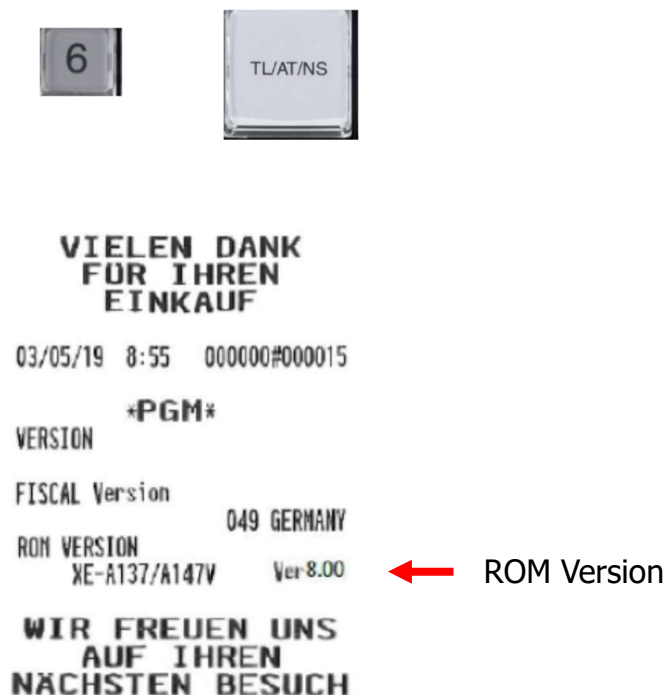 6 TL/AT/NS
VIELEN DANK
FÜR IHREN
EINKAUF
03/05/19 8:55 000000#000015
*PGM*
VERSION
FISCAL Version
049 GERMANY
ROM VERSION
XE-A137/A147V Ver8.00 ROM Version
WIR FREUEN UNS
AUF IHREN
NÄCHSTEN BESUCH